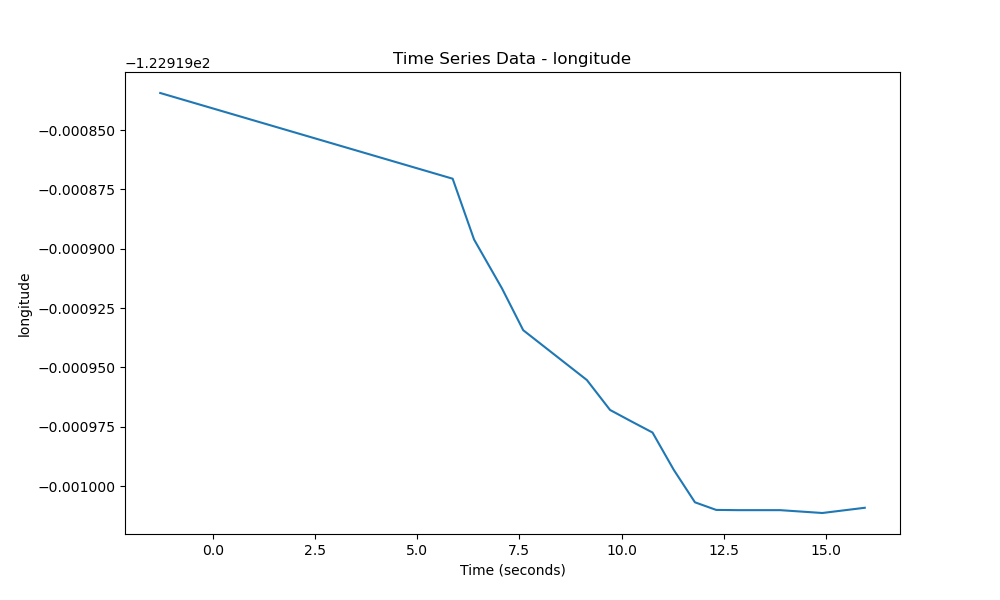 Time Series Data - longitude
−1.22919e2
−0.000850
−0.000875
−0.000900
−0.000925
−0.000950
−0.000975
−0.001000
longitude
0.0 2.5 5.0 7.5 10.0 12.5 15.0
Time (seconds)